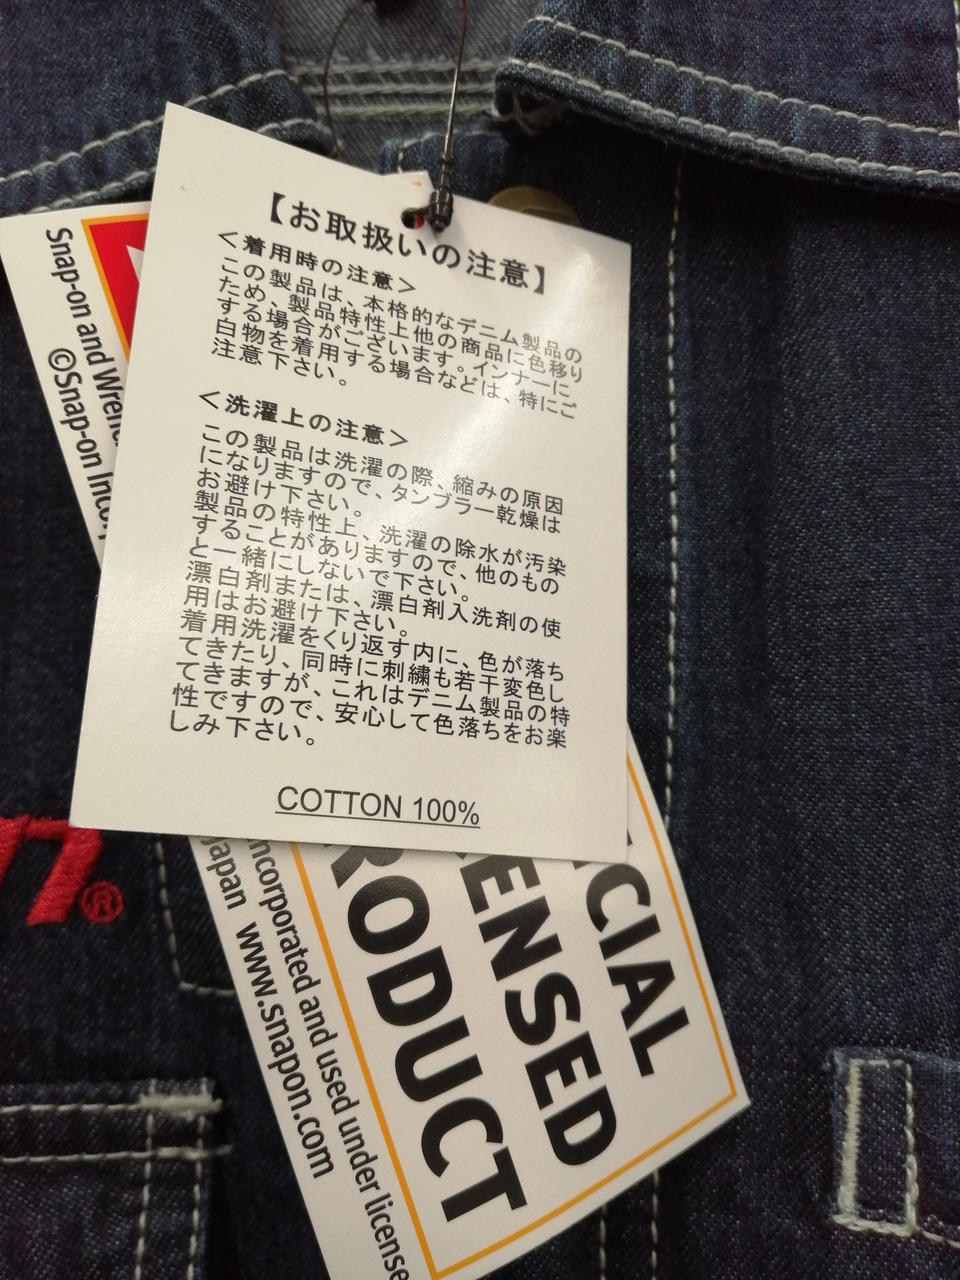 【お取扱いの注意】
＜着用時の注意＞
この製品は、本格的なデニム製品の
ため、製品特性上他の商品に色移り
する場合がございます。インナーに
白物を着用する場合などは、特にご
注意下さい。
＜洗濯上の注意＞
この製品は洗濯の際、縮みの原因
になりますので、タンブラー乾燥は
お避け下さい。
製品の特性上、洗濯の除水が汚染
することがありますので、他のもの
と一緒にしないで下さい。
漂白剤または、漂白剤入洗剤の使
用はお避け下さい。
着用洗濯をくり返す内に、色が落ち
てきたり、同時に刺繍も若干変色し
てきますが、これはデニム製品の特
性ですので、安心して色落ちをお楽
しみ下さい。
COTTON 100%
Snap-on and
©Snap-on
CIAL
ENSED
RODUCT
ncorporated and used under license
Japan www.snapon.com
®